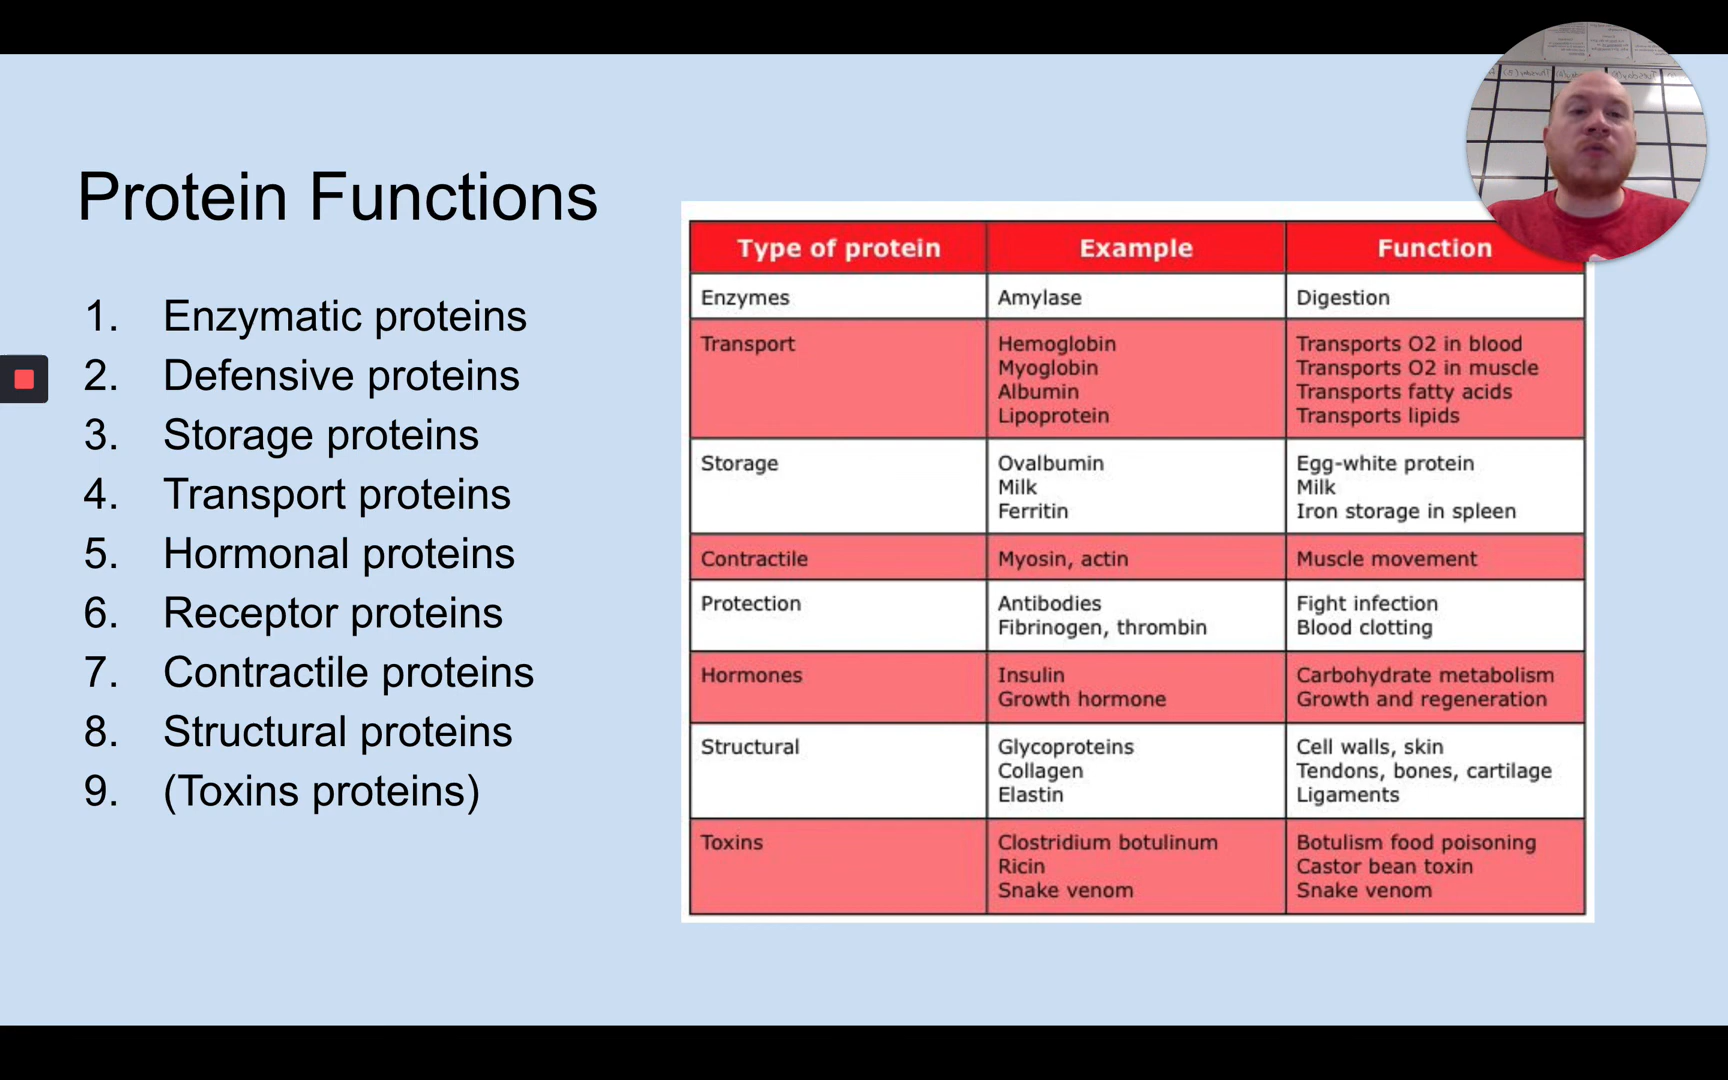 Protein Functions
1. Enzymatic proteins
2. Defensive proteins
3. Storage proteins
4. Transport proteins
5. Hormonal proteins
6. Receptor proteins
7. Contractile proteins
8. Structural proteins
9. (Toxins proteins)
Type of protein Example Function
Enzymes Amylase Digestion
Transport Hemoglobin Transports O2 in blood
Myoglobin Transports O2 in muscle
Albumin Transports fatty acids
Lipoprotein Transports lipids
Storage Ovalbumin Egg-white protein
Milk Milk
Ferritin Iron storage in spleen
Contractile Myosin, actin Muscle movement
Protection Antibodies Fight infection
Fibrinogen, thrombin Blood clotting
Hormones Insulin Carbohydrate metabolism
Growth hormone Growth and regeneration
Structural Glycoproteins Cell walls, skin
Collagen Tendons, bones, cartilage
Elastin Ligaments
Toxins Clostridium botulinum Botulism food poisoning
Ricin Castor bean toxin
Snake venom Snake venom